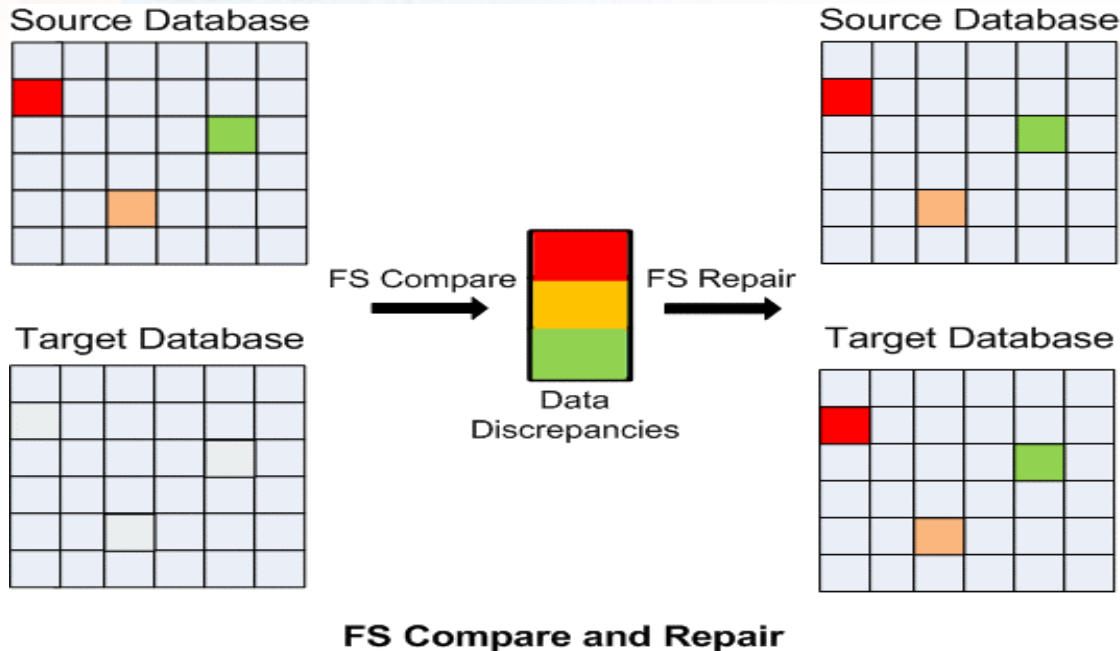 Source Database
Source Database
FS Compare
FS Repair
Target Database
Target Database
Data
Discrepancies
FS Compare and Repair